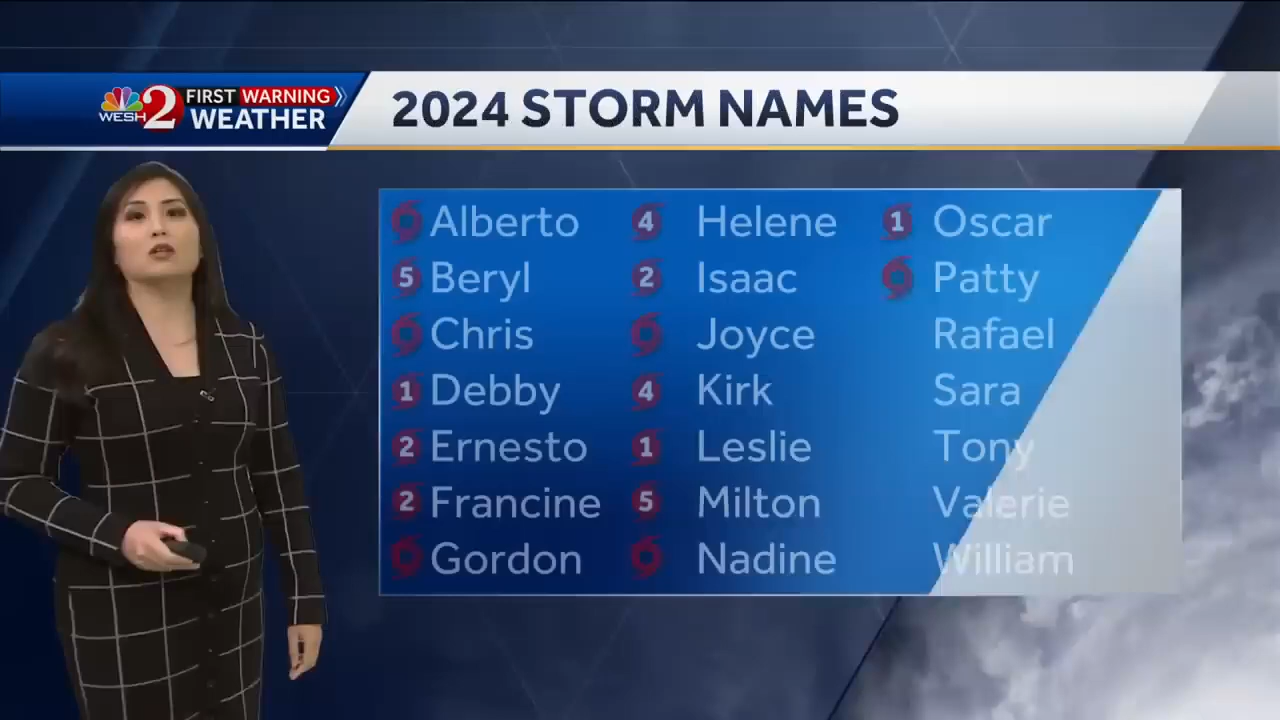 WESH 2 FIRST WARNING WEATHER
2024 STORM NAMES
Alberto
5 Beryl
Chris
1 Debby
2 Ernesto
2 Francine
Gordon
4 Helene
2 Isaac
Joyce
4 Kirk
1 Leslie
5 Milton
Nadine
1 Oscar
Patty
Rafael
Sara
Tony
Valerie
William